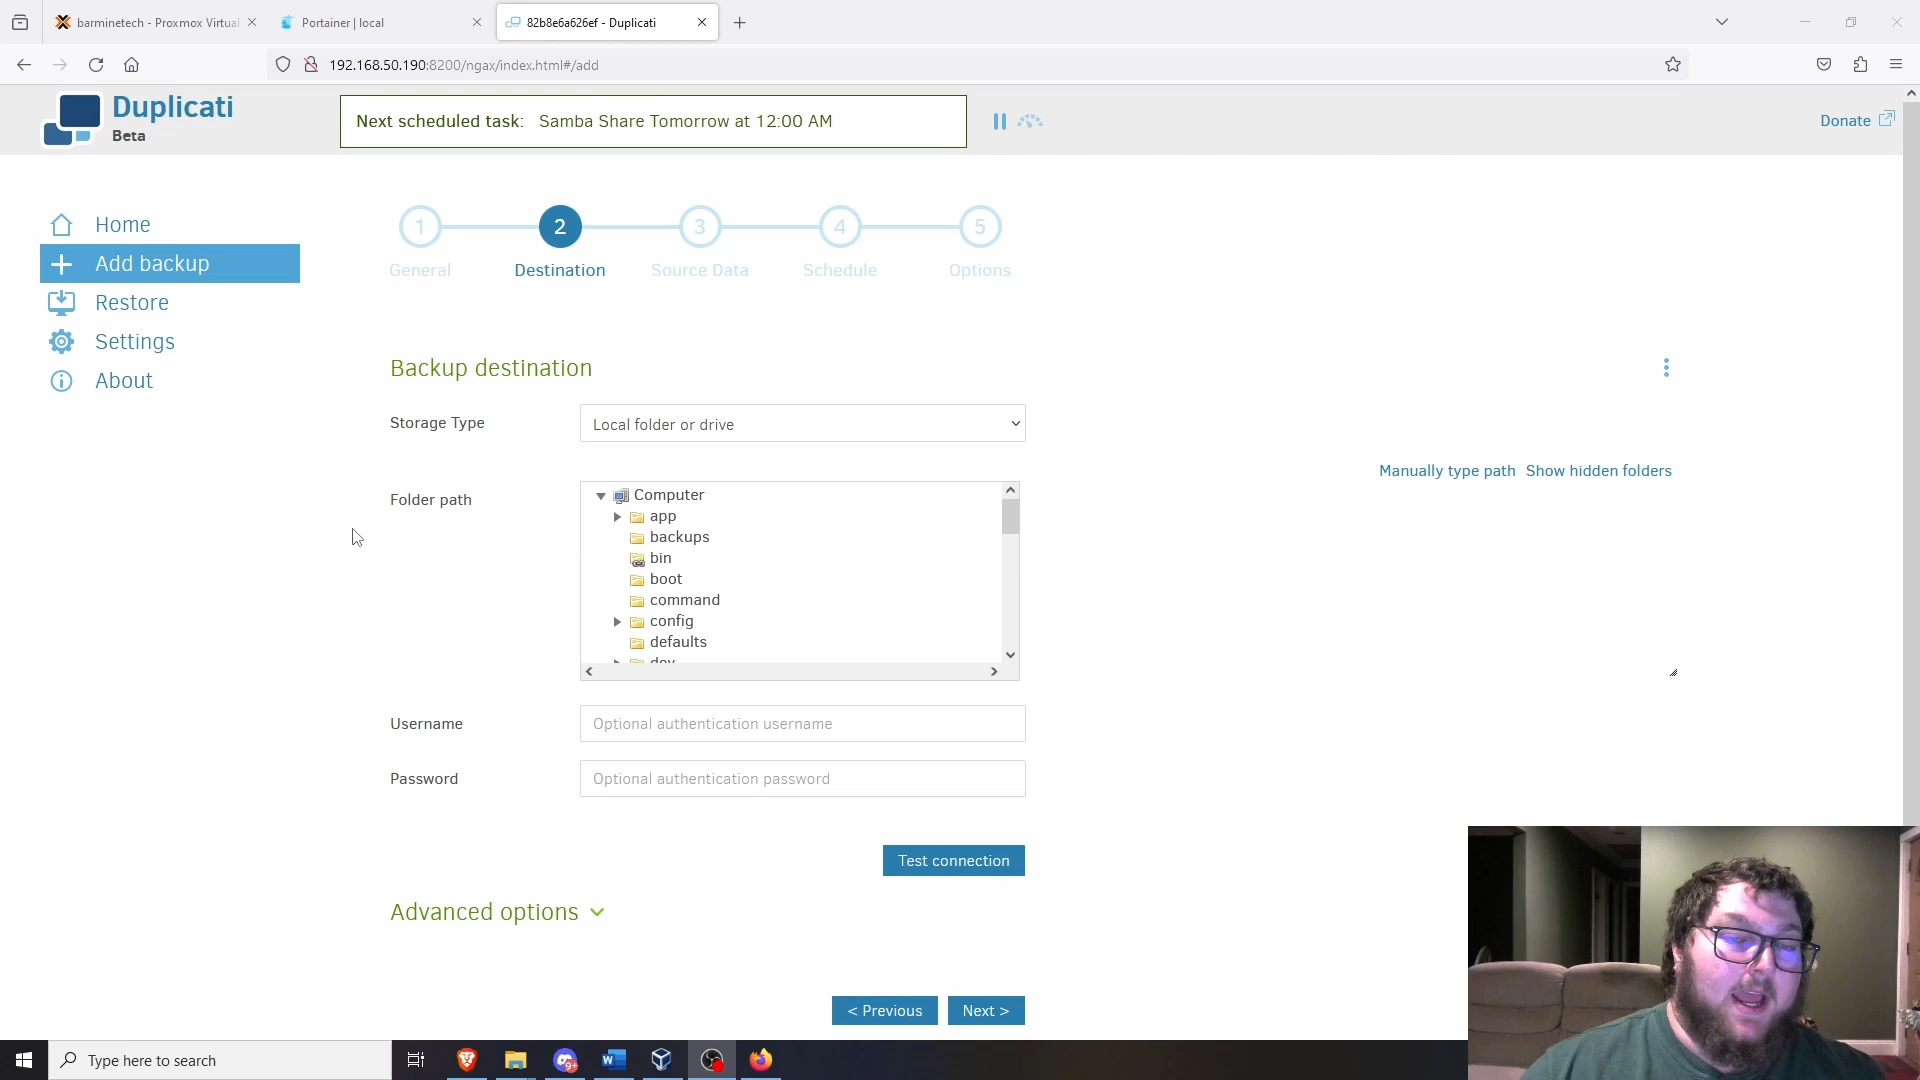 barminetech - Proxmox Virtual
Portainer | local
82b8e6a626ef - Duplicati
192.168.50.190:8200/ngax/index.html#/add
Duplicati
Beta
Next scheduled task: Samba Share Tomorrow at 12:00 AM
Donate
Home
Add backup
Restore
Settings
About
1
2
3
4
5
General
Destination
Source Data
Schedule
Options
Backup destination
Storage Type
Local folder or drive
Manually type path Show hidden folders
Folder path
Computer
app
backups
bin
boot
command
config
defaults
dev
Username
Optional authentication username
Password
Optional authentication password
Test connection
Advanced options
< Previous
Next >
Type here to search
9+
W